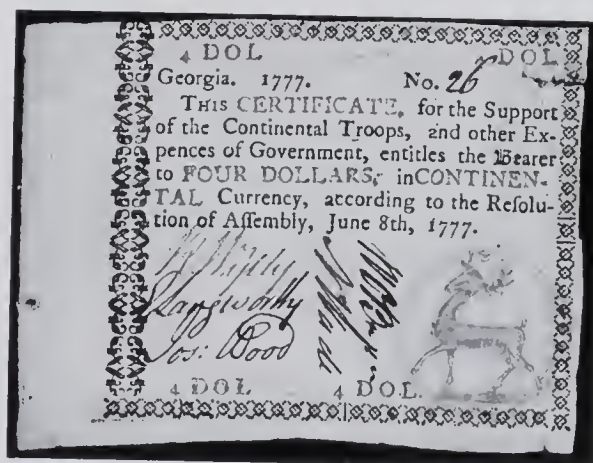 4 DOL DOL
Georgia. 1777. No. 26
THIS CERTIFICATE, for the Support
of the Continental Troops, and other Ex-
pences of Government, entitles the Bearer
to FOUR DOLLARS, in CONTINEN-
TAL Currency, according to the Reſolu-
tion of Aſſembly, June 8th, 1777.
Wm
Langworthy
Jos: Wood
4 DOL 4 DOL.